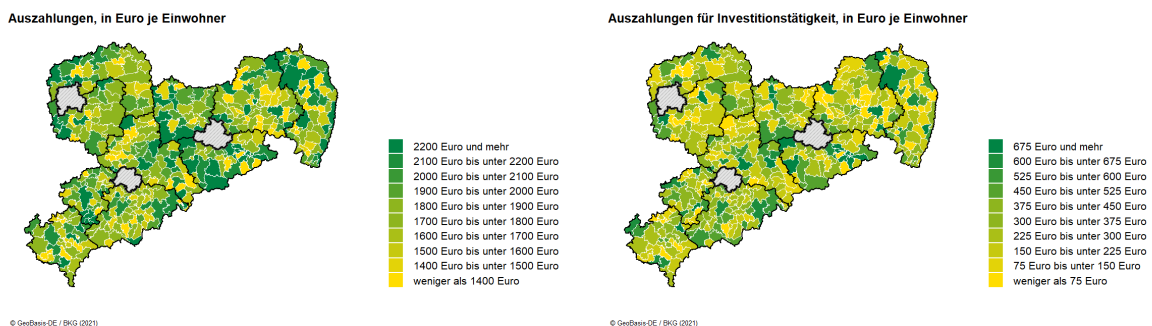 Auszahlungen, in Euro je Einwohner
2200 Euro und mehr
2100 Euro bis unter 2200 Euro
2000 Euro bis unter 2100 Euro
1900 Euro bis unter 2000 Euro
1800 Euro bis unter 1900 Euro
1700 Euro bis unter 1800 Euro
1600 Euro bis unter 1700 Euro
1500 Euro bis unter 1600 Euro
1400 Euro bis unter 1500 Euro
weniger als 1400 Euro
© GeoBasis-DE / BKG (2021)
Auszahlungen für Investitionstätigkeit, in Euro je Einwohner
675 Euro und mehr
600 Euro bis unter 675 Euro
525 Euro bis unter 600 Euro
450 Euro bis unter 525 Euro
375 Euro bis unter 450 Euro
300 Euro bis unter 375 Euro
225 Euro bis unter 300 Euro
150 Euro bis unter 225 Euro
75 Euro bis unter 150 Euro
weniger als 75 Euro
© GeoBasis-DE / BKG (2021)